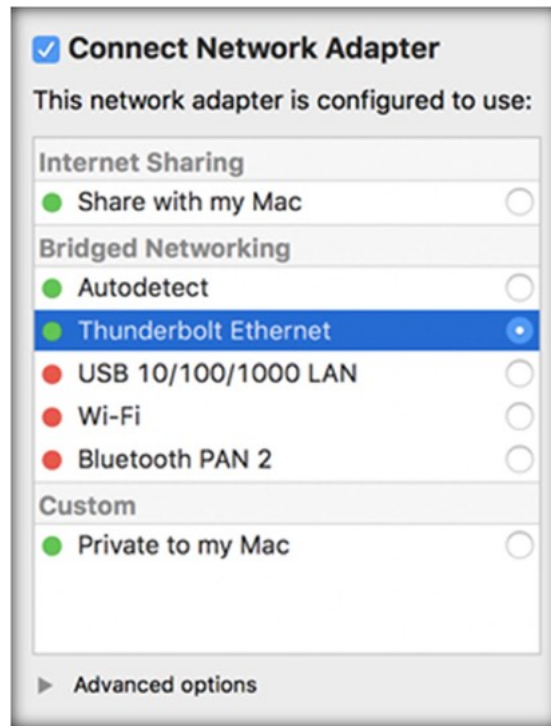 Connect Network Adapter
This network adapter is configured to use:
Internet Sharing
Share with my Mac
Bridged Networking
Autodetect
Thunderbolt Ethernet
USB 10/100/1000 LAN
Wi-Fi
Bluetooth PAN 2
Custom
Private to my Mac
Advanced options